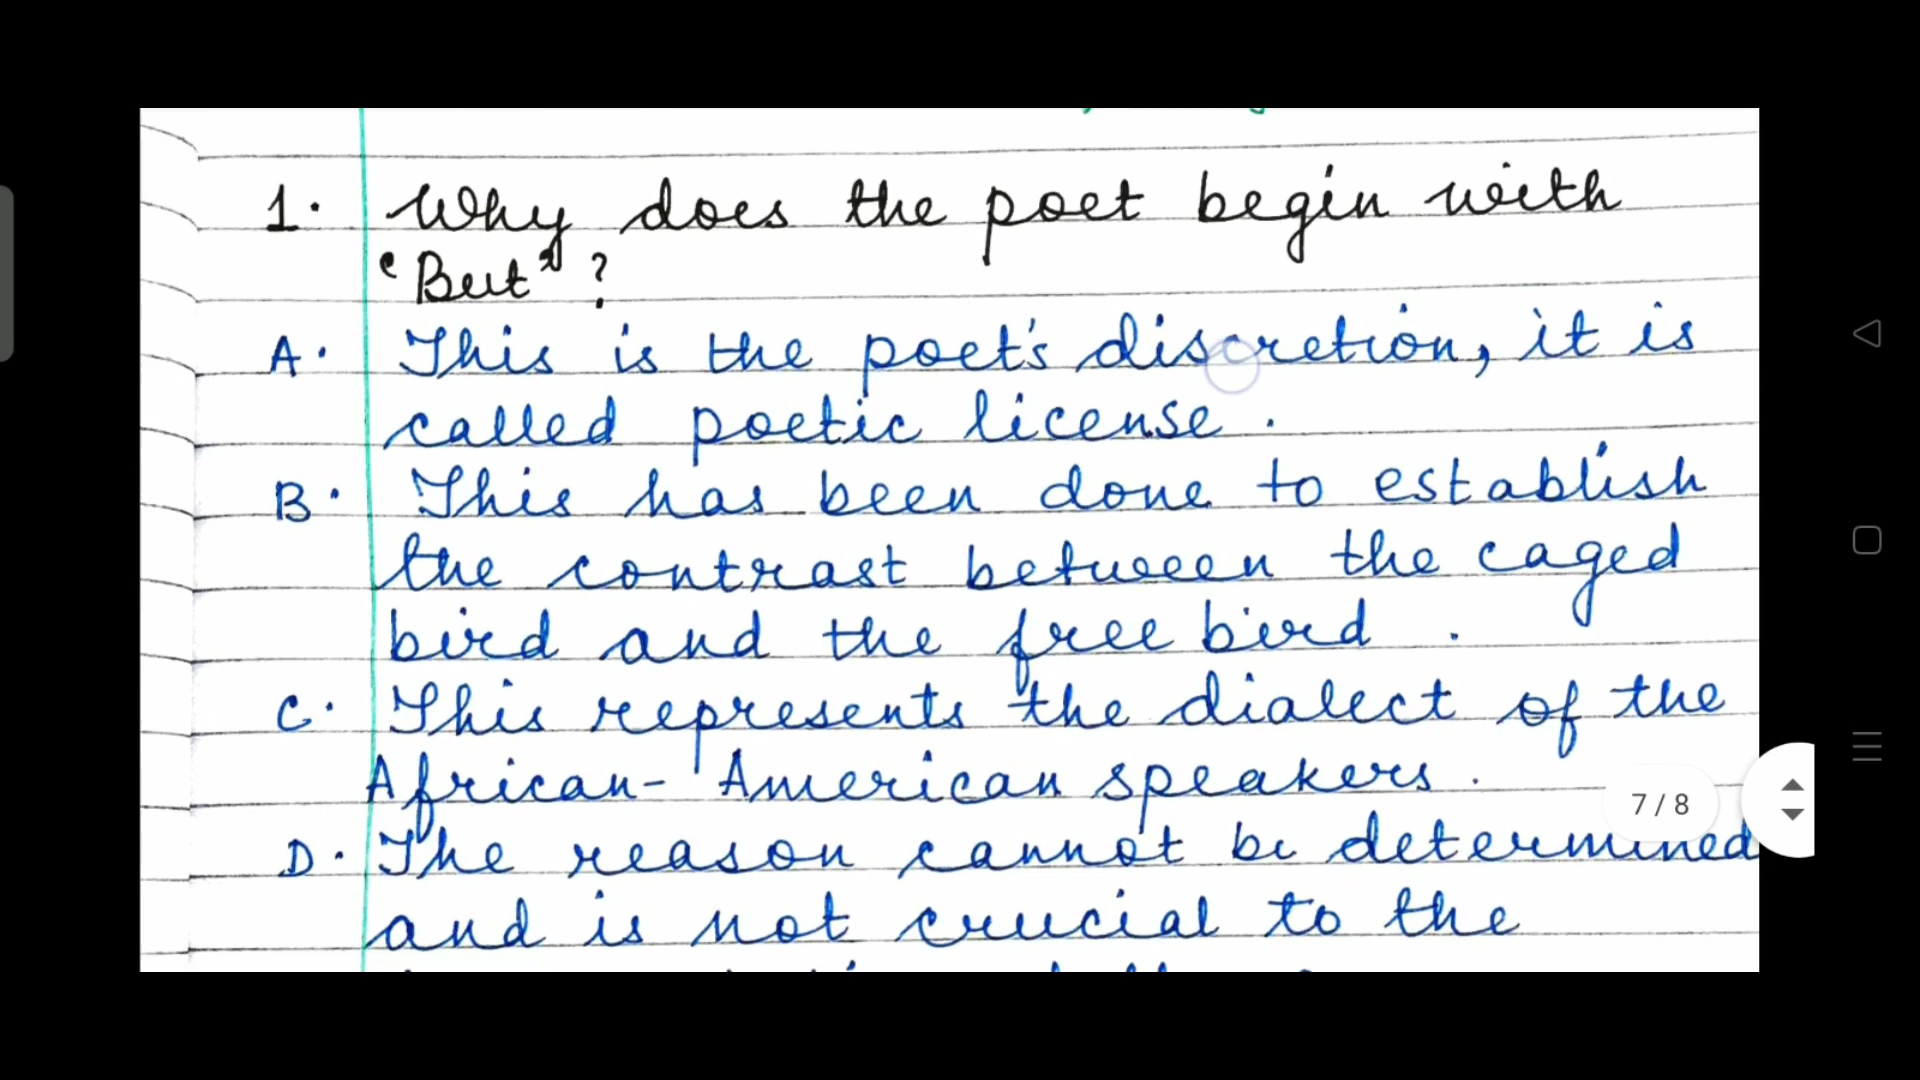 1. Why does the poet begin with
"But"?
A. This is the poet's discretion, it is
called poetic license.
B. This has been done to establish
the contrast between the caged
bird and the free bird.
C. This represents the dialect of the
African-American speakers.
7/8
D. The reason cannot be determined
and is not crucial to the